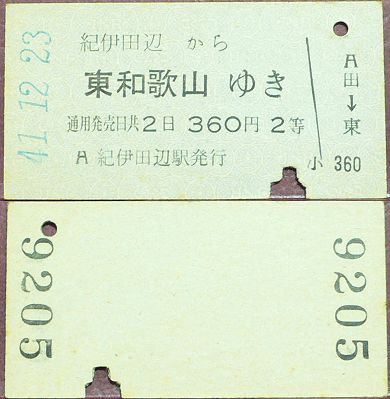 41.12.23
紀伊田辺 から
東和歌山 ゆき
通用発売日共2日 360円 2等
A 紀伊田辺駅発行
A
田
↓
東
小 360
9205
9205